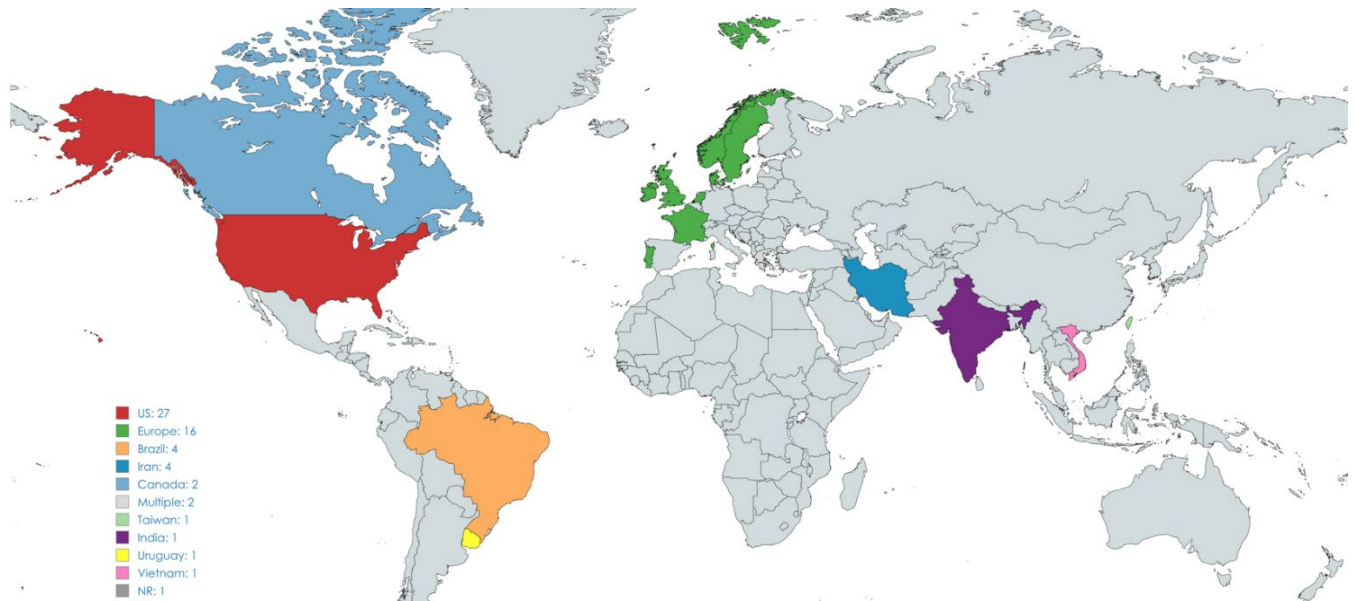 US: 27
Europe: 16
Brazil: 4
Iran: 4
Canada: 2
Multiple: 2
Taiwan: 1
India: 1
Uruguay: 1
Vietnam: 1
NR: 1